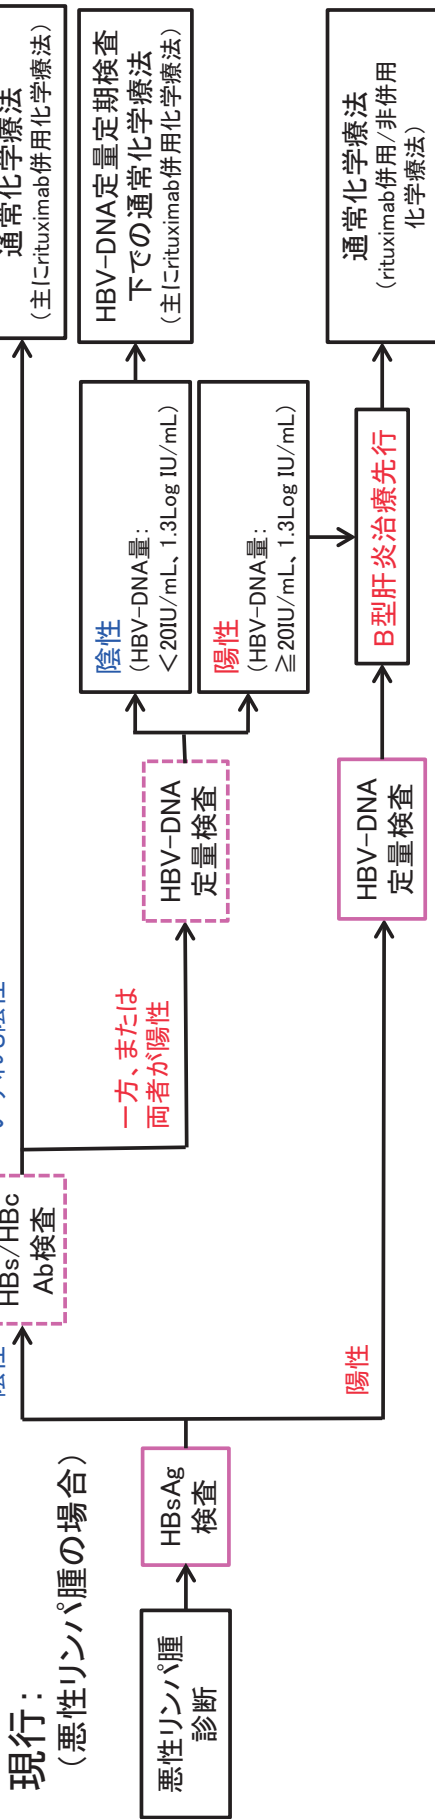 現行：
（悪性リンパ腫の場合）
悪性リンパ腫
診断
HBsAg
検査
陰性
HBs/HBc
Ab検査
一方、または
両者が陽性
陽性
HBV-DNA
定量検査
陰性
（HBV-DNA量：
＜20IU/mL、1.3Log IU/mL）
陽性
（HBV-DNA量：
≧20IU/mL、1.3Log IU/mL）
HBV-DNA
定量検査
B型肝炎治療先行
通常化学療法
（主にrituximab併用化学療法）
HBV-DNA定量定期検査
下での通常化学療法
（主にrituximab併用化学療法）
通常化学療法
（rituximab併用/非併用
化学療法）